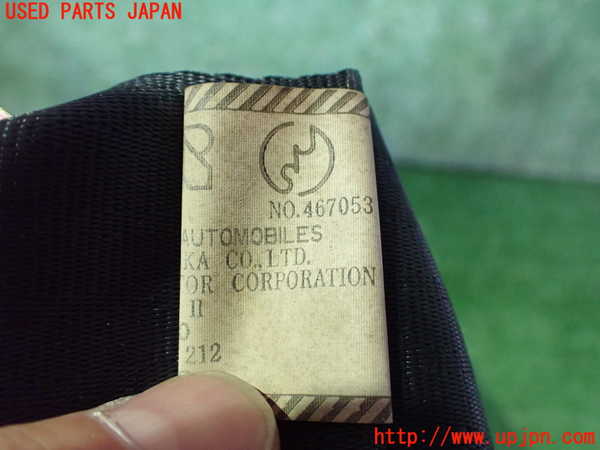 USED PARTS JAPAN
NO.467053
AUTOMOBILES
KA CO.,LTD.
OR CORPORATION
II
212
http://www.upjpn.com